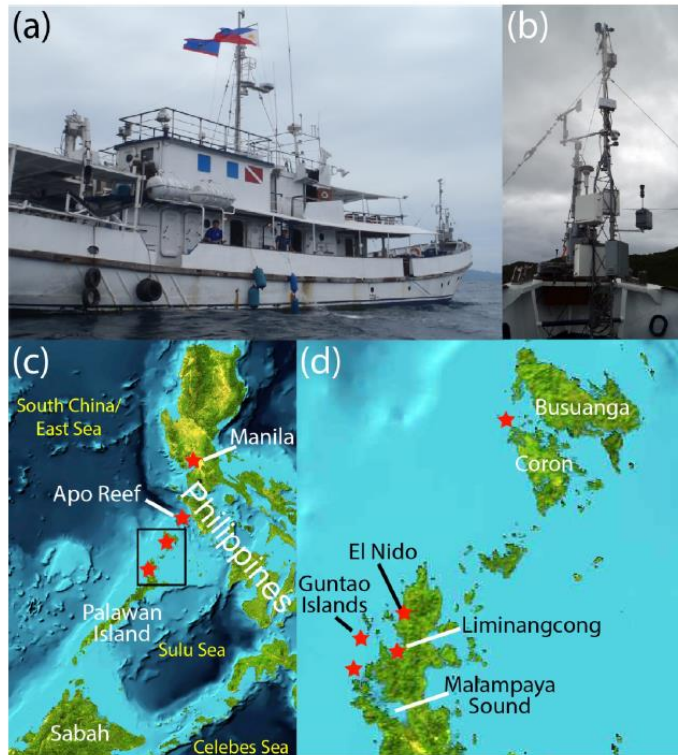 (a)
(b)
(c)
South China/
East Sea
Manila
Apo Reef
Philippines
Palawan
Island
Sulu Sea
Sabah
Celebes Sea
(d)
Busuanga
Coron
El Nido
Guntao
Islands
Liminangcong
Malampaya
Sound